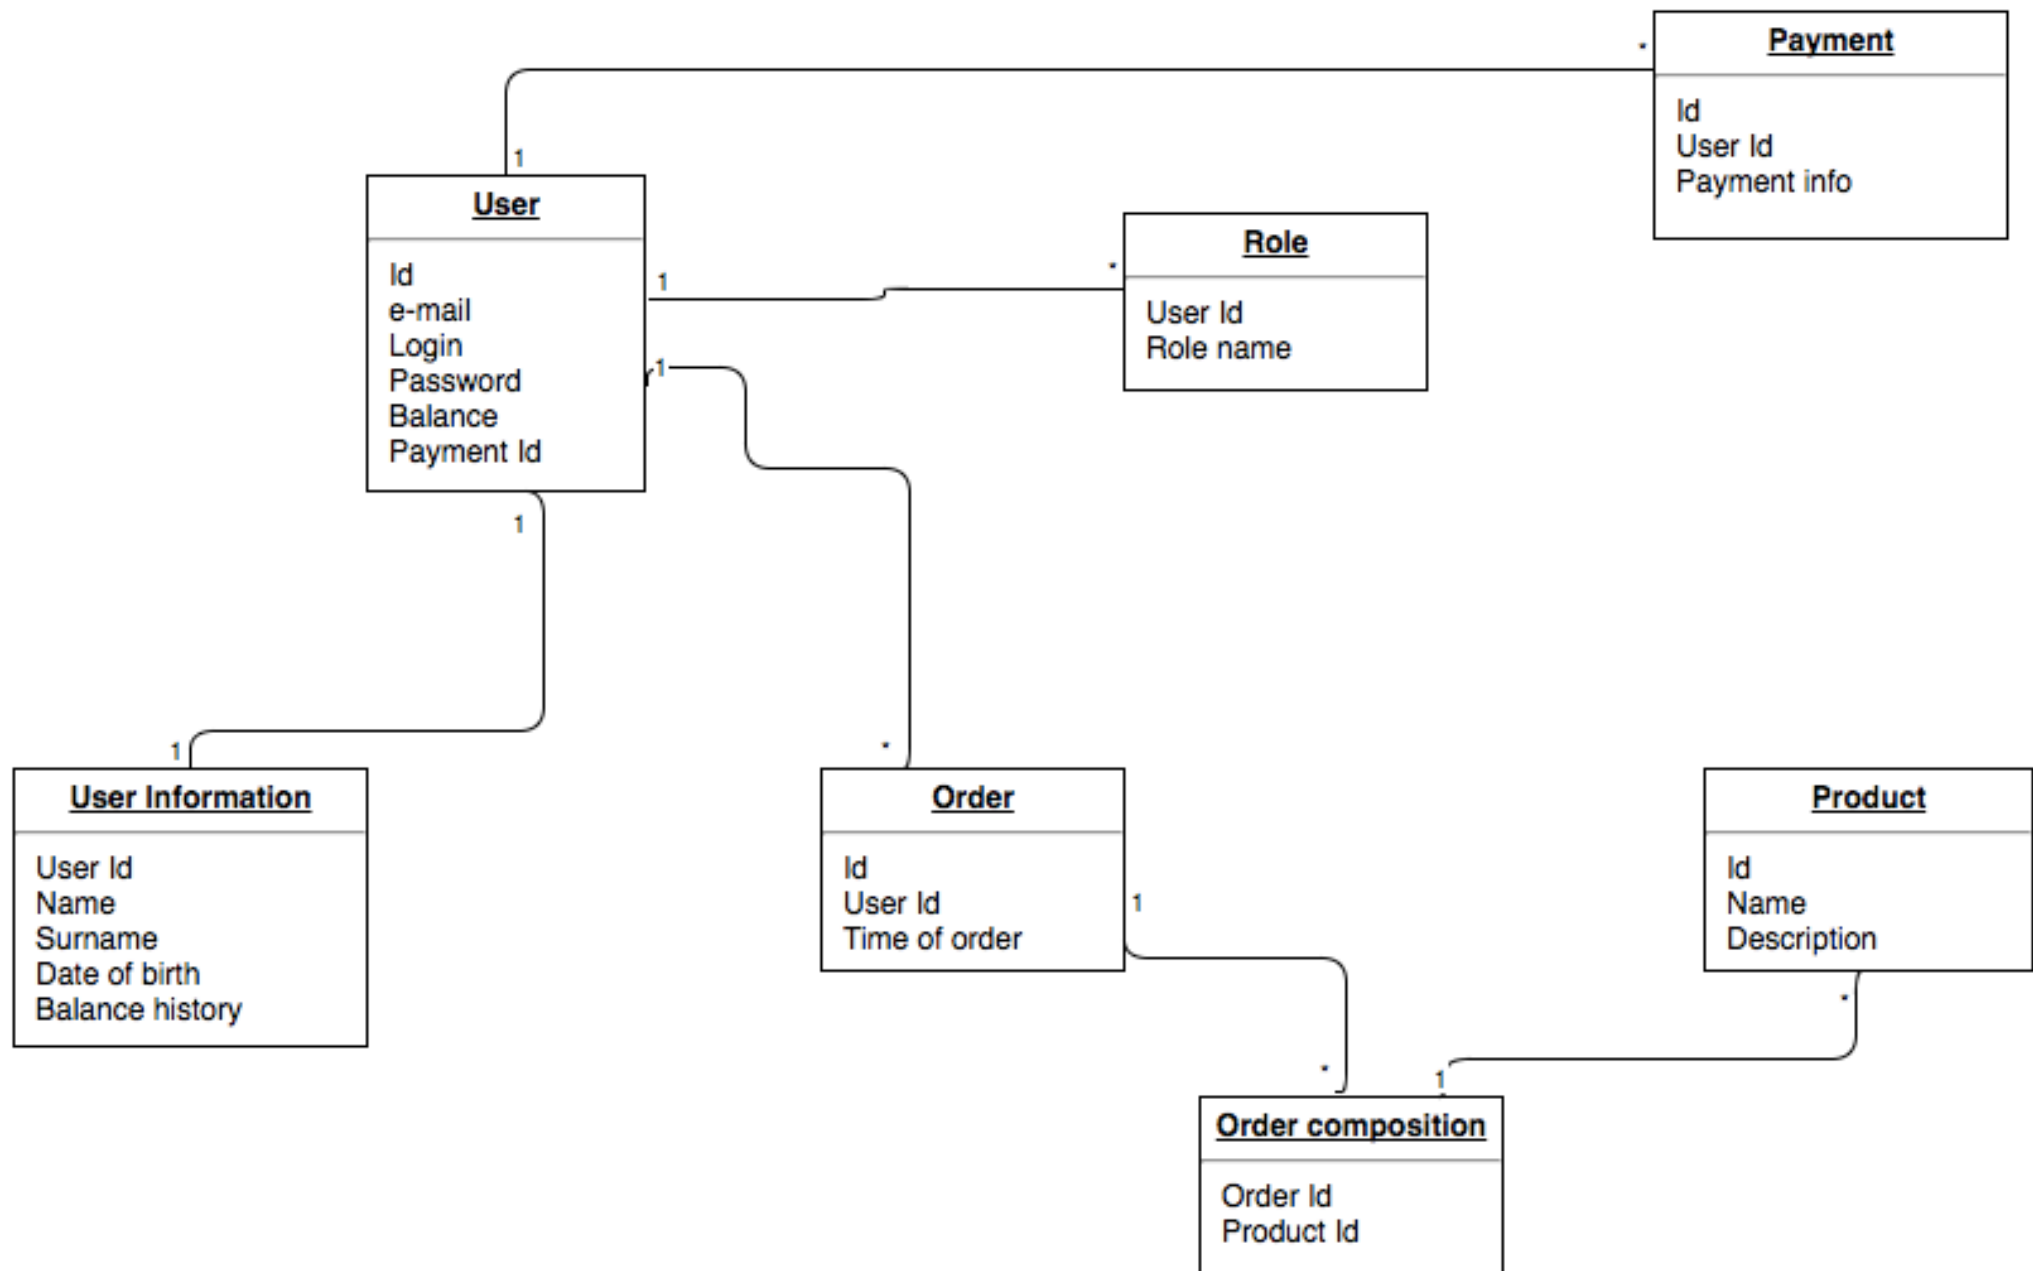 *
Payment
Id
User Id
Payment info
1
User
Id
e-mail
Login
Password
Balance
Payment Id
1
*
Role
User Id
Role name
1
1
1
User Information
User Id
Name
Surname
Date of birth
Balance history
*
Order
Id
User Id
Time of order
1
Product
Id
Name
Description
*
*
1
Order composition
Order Id
Product Id